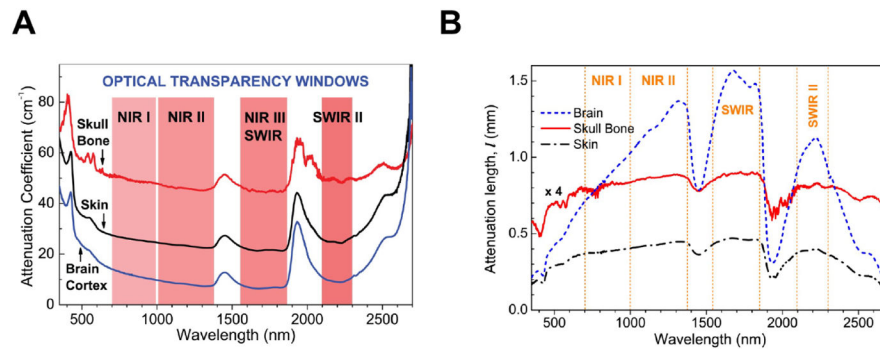 A
OPTICAL TRANSPARENCY WINDOWS
NIR I
NIR II
NIR III
SWIR
SWIR II
Skull
Bone
Skin
Brain
Cortex
Attenuation Coefficient (cm⁻¹)
80
60
40
20
0
500
1000
1500
2000
2500
Wavelength (nm)
B
NIR I
NIR II
SWIR
SWIR II
Brain
Skull Bone
Skin
x 4
Attenuation length, l (mm)
1.5
1.0
0.5
0.0
500
1000
1500
2000
2500
Wavelength (nm)